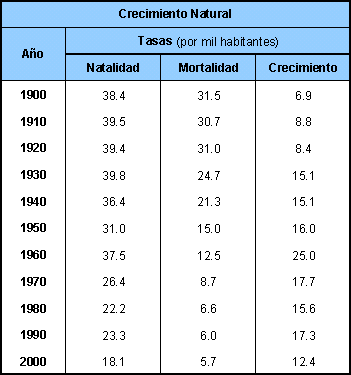 Crecimiento Natural
Año
Tasas (por mil habitantes)
Natalidad Mortalidad Crecimiento
1900 38.4 31.5 6.9
1910 39.5 30.7 8.8
1920 39.4 31.0 8.4
1930 39.8 24.7 15.1
1940 36.4 21.3 15.1
1950 31.0 15.0 16.0
1960 37.5 12.5 25.0
1970 26.4 8.7 17.7
1980 22.2 6.6 15.6
1990 23.3 6.0 17.3
2000 18.1 5.7 12.4